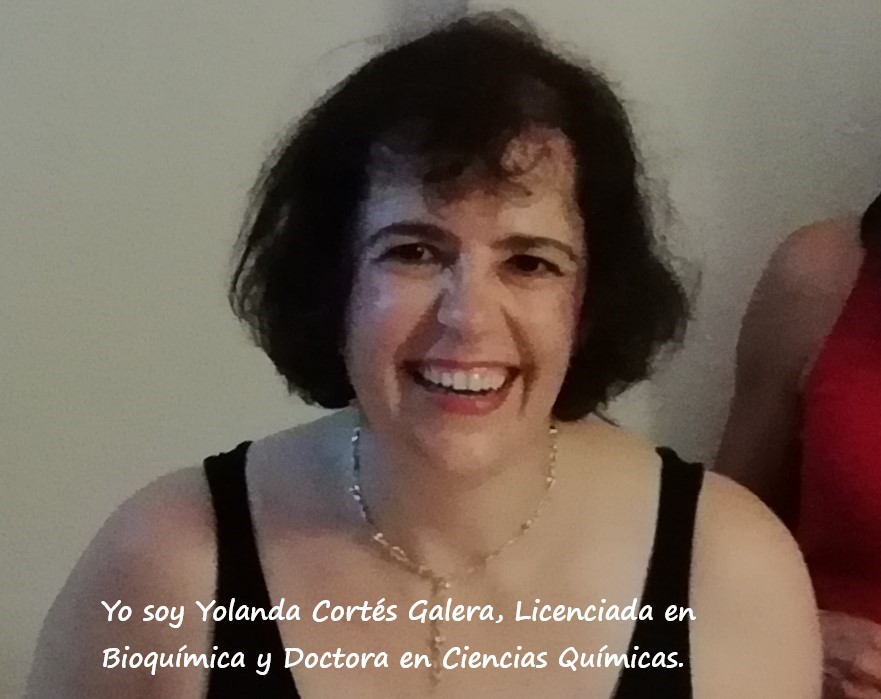 Yo soy Yolanda Cortés Galera, Licenciada en
Bioquímica y Doctora en Ciencias Químicas.